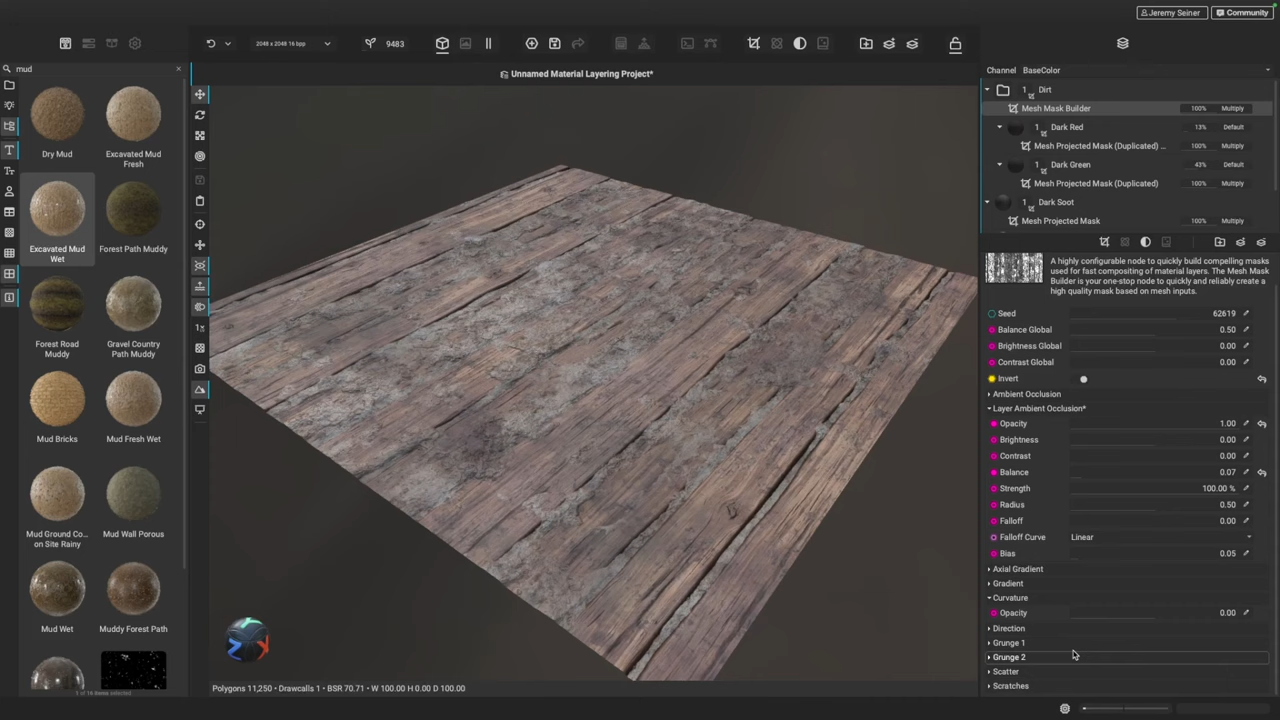 Jeremy Seiner
Community
2048 x 2048 16 bpp
9483
mud
Unnamed Material Layering Project*
Dry Mud
Excavated Mud Fresh
Excavated Mud Wet
Forest Path Muddy
Forest Road Muddy
Gravel Country Path Muddy
Mud Bricks
Mud Fresh Wet
Mud Ground Co... on Site Rainy
Mud Wall Porous
Mud Wet
Muddy Forest Path
1 of 16 items selected
1x
Y
Z
X
Polygons 11,250 • Drawcalls 1 • BSR 70.71 • W 100.00 H 0.00 D 100.00
Channel BaseColor
1 Dirt
Mesh Mask Builder 100% Multiply
1 Dark Red 13% Default
Mesh Projected Mask (Duplicated) ... 100% Multiply
1 Dark Green 43% Default
Mesh Projected Mask (Duplicated) 100% Multiply
1 Dark Soot
Mesh Projected Mask 100% Multiply
A highly configurable node to quickly build compelling masks
used for fast compositing of material layers. The Mesh Mask
Builder is your one-stop node to quickly and reliably create a
high quality mask based on mesh inputs.
Seed 62619
Balance Global 0.50
Brightness Global 0.00
Contrast Global 0.00
Invert
Ambient Occlusion
Layer Ambient Occlusion*
Opacity 1.00
Brightness 0.00
Contrast 0.00
Balance 0.07
Strength 100.00 %
Radius 0.50
Falloff 0.00
Falloff Curve Linear
Bias 0.05
Axial Gradient
Gradient
Curvature
Opacity 0.00
Direction
Grunge 1
Grunge 2
Scatter
Scratches